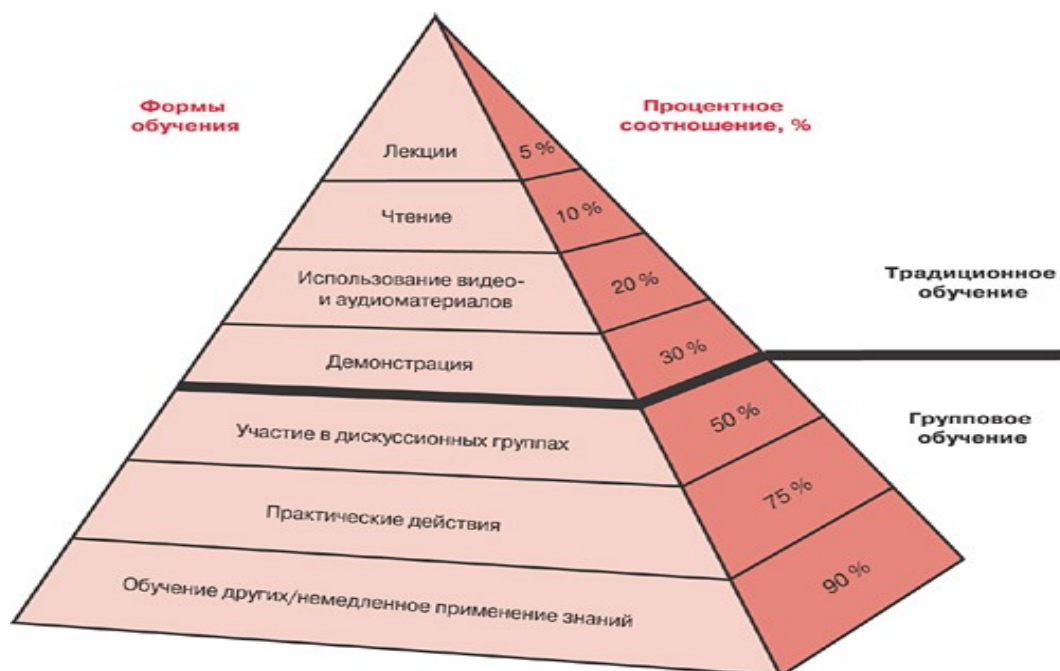 Формы
обучения
Процентное
соотношение, %
Лекции
5 %
Чтение
10 %
Использование видео-
и аудиоматериалов
20 %
Традиционное
обучение
Демонстрация
30 %
Участие в дискуссионных группах
50 %
Групповое
обучение
Практические действия
75 %
Обучение других/немедленное применение знаний
90 %